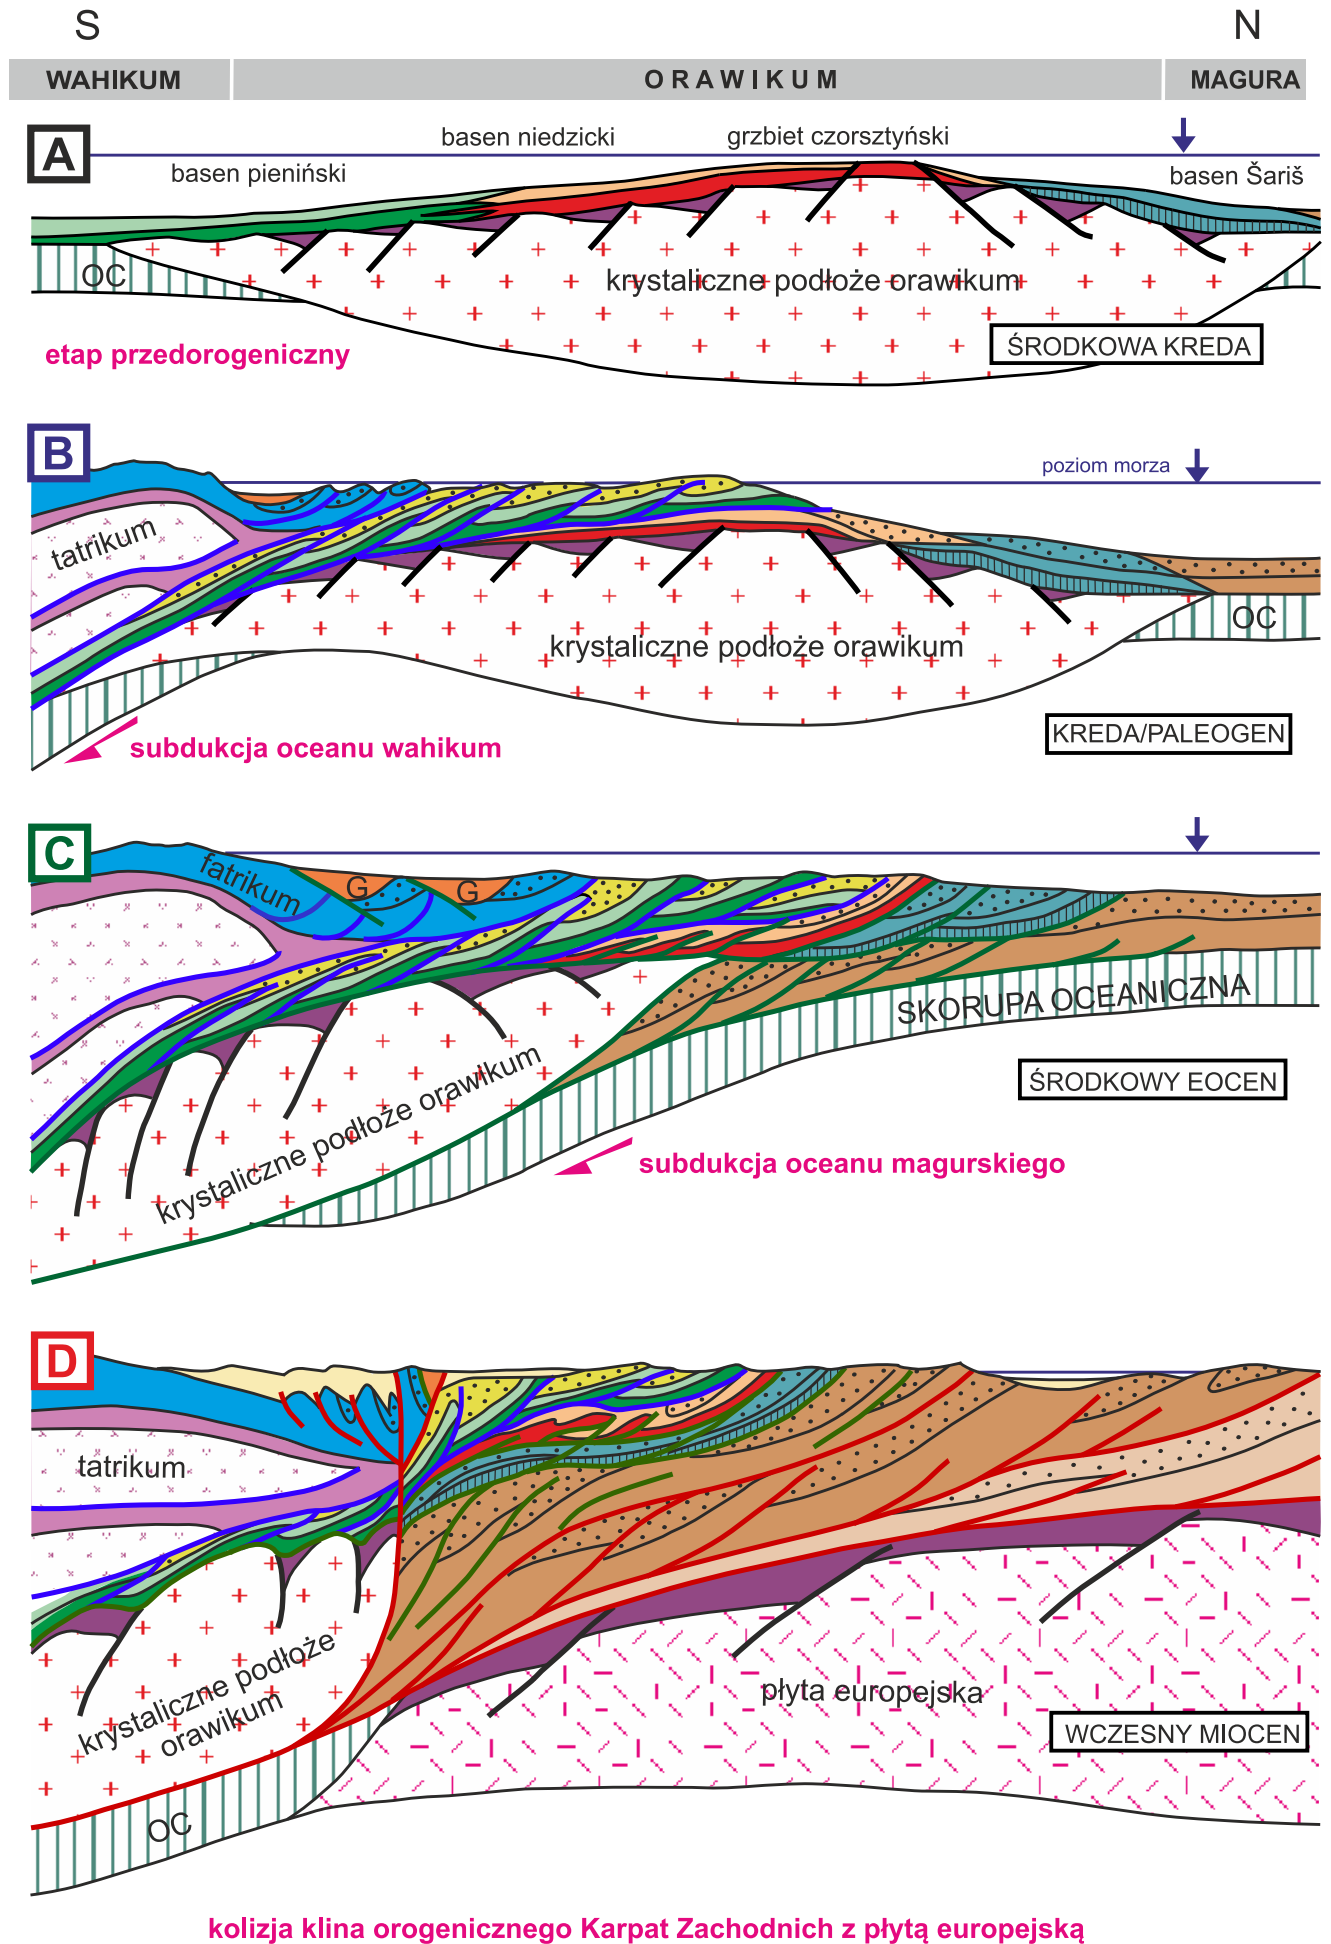 S N
WAHIKUM ORAWIKUM MAGURA
A
basen niedzicki grzbiet czorsztyński
basen pieniński basen Šariš
OC krystaliczne podłoże orawikum
etap przedorogeniczny ŚRODKOWA KREDA
B
poziom morza
tatrikum
OC
krystaliczne podłoże orawikum
subdukcja oceanu wahikum KREDA/PALEOGEN
C
fatrikum G G
SKORUPA OCEANICZNA
krystaliczne podłoże orawikum
ŚRODKOWY EOCEN
subdukcja oceanu magurskiego
D
tatrikum
krystaliczne podłoże
orawikum
płyta europejska
WCZESNY MIOCEN
OC
kolizja klina orogenicznego Karpat Zachodnich z płytą europejską